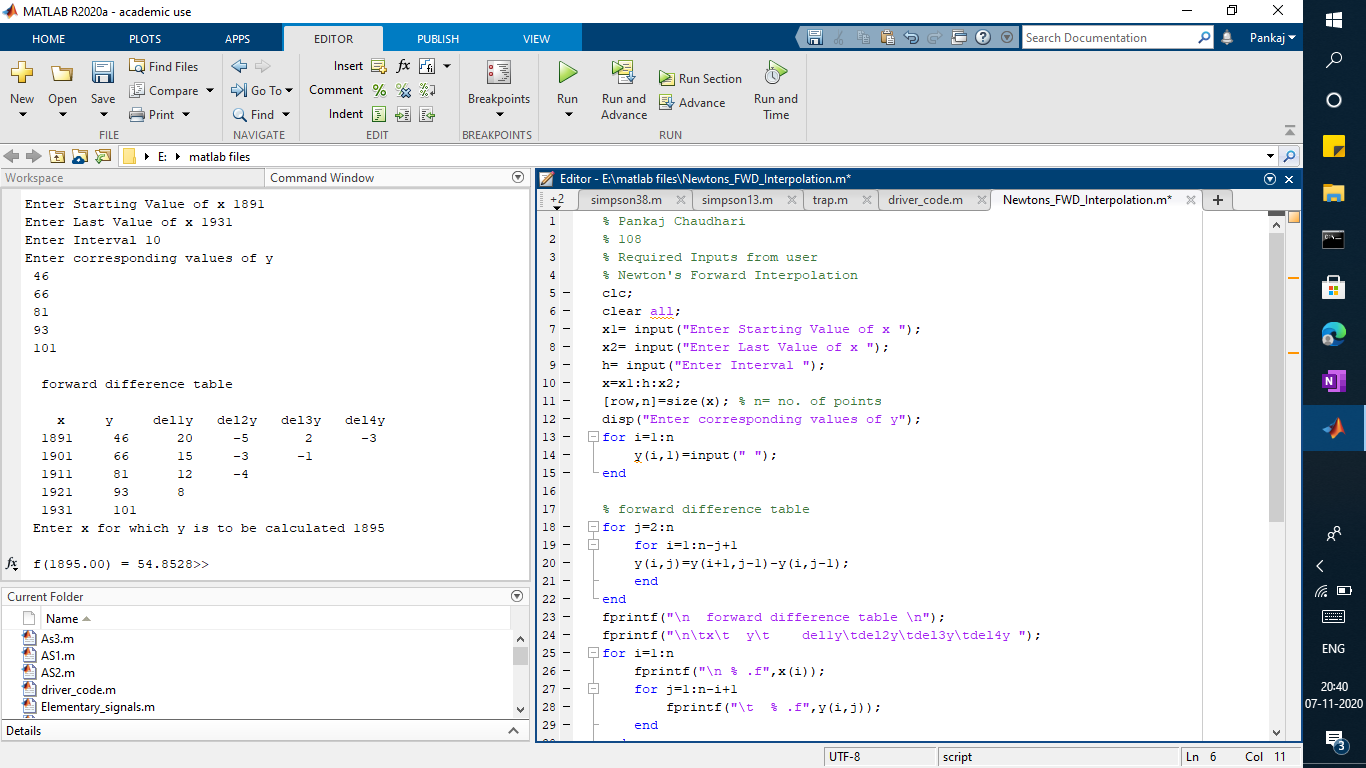 MATLAB R2020a - academic use
HOME PLOTS APPS EDITOR PUBLISH VIEW
Search Documentation
Pankaj
New Open Save
Find Files
Compare
Print
FILE
Go To
Find
NAVIGATE
Insert fx
Comment
Indent
EDIT
Breakpoints
BREAKPOINTS
Run
Run and Advance
Run Section
Advance
Run and Time
RUN
E: matlab files
Workspace
Command Window
Enter Starting Value of x 1891
Enter Last Value of x 1931
Enter Interval 10
Enter corresponding values of y
46
66
81
93
101
forward difference table
x y delly del2y del3y del4y
1891 46 20 -5 2 -3
1901 66 15 -3 -1
1911 81 12 -4
1921 93 8
1931 101
Enter x for which y is to be calculated 1895
fx f(1895.00) = 54.8528>>
Current Folder
Name
As3.m
AS1.m
AS2.m
driver_code.m
Elementary_signals.m
Details
Editor - E:\matlab files\Newtons_FWD_Interpolation.m*
+2 simpson38.m simpson13.m trap.m driver_code.m Newtons_FWD_Interpolation.m*
1 % Pankaj Chaudhari
2 % 108
3 % Required Inputs from user
4 % Newton's Forward Interpolation
5 - clc;
6 - clear all;
7 - x1= input("Enter Starting Value of x ");
8 - x2= input("Enter Last Value of x ");
9 - h= input("Enter Interval ");
10 - x=x1:h:x2;
11 - [row,n]=size(x); % n= no. of points
12 - disp("Enter corresponding values of y");
13 - for i=1:n
14 - y(i,1)=input(" ");
15 - end
16
17 % forward difference table
18 - for j=2:n
19 - for i=1:n-j+1
20 - y(i,j)=y(i+1,j-1)-y(i,j-1);
21 - end
22 - end
23 - fprintf("\n  forward difference table \n");
24 - fprintf("\n\tx\t  y\t    delly\tdel2y\tdel3y\tdel4y ");
25 - for i=1:n
26 - fprintf("\n % .f",x(i));
27 - for j=1:n-i+1
28 - fprintf("\t  % .f",y(i,j));
29 - end
UTF-8
script
Ln 6 Col 11
ENG
20:40
07-11-2020
3